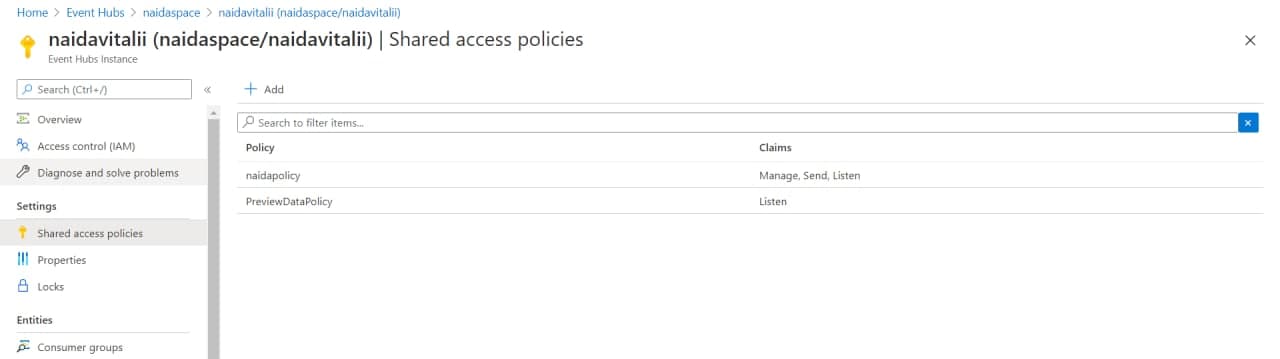 Home > Event Hubs > naidaspace > naidavitalii (naidaspace/naidavitalii)
naidavitalii (naidaspace/naidavitalii) | Shared access policies
Event Hubs Instance
Search (Ctrl+/)
«
Add
Overview
Search to filter items...
Access control (IAM)
Policy Claims
Diagnose and solve problems
naidapolicy Manage, Send, Listen
PreviewDataPolicy Listen
Settings
Shared access policies
Properties
Locks
Entities
Consumer groups